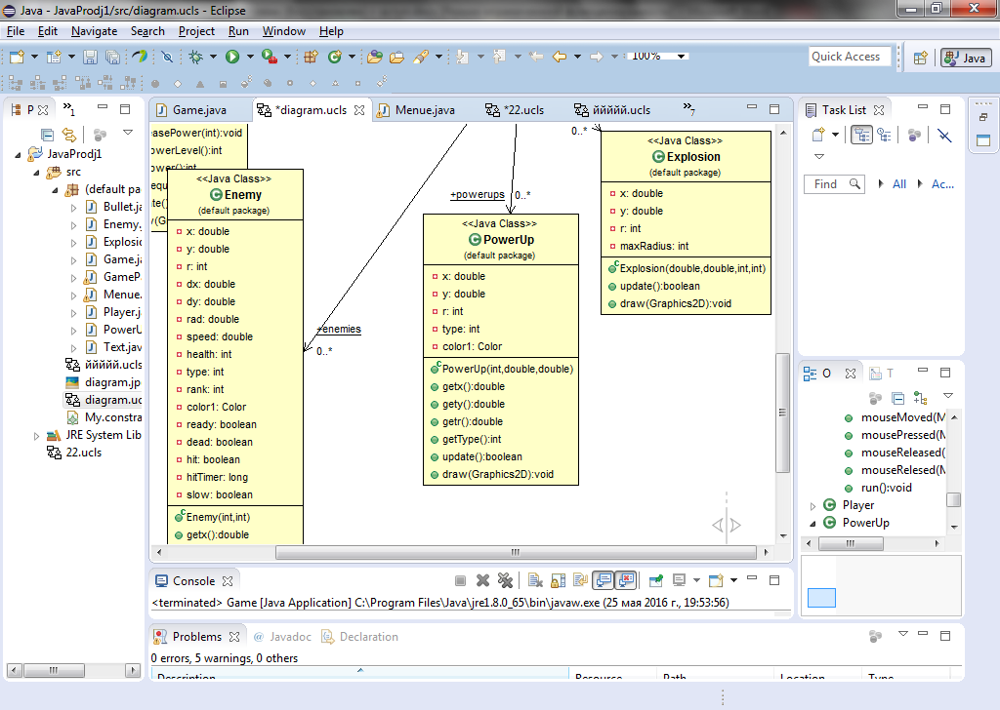 Java - JavaProdj1/src/diagram.ucls - Eclipse
File Edit Navigate Search Project Run Window Help
100%
Quick Access
Java
P
1
JavaProdj1
src
(default pa
Bullet.ja
Enemy.
Explosio
Game.ja
GameP
Menue.
Player.j
PowerU
Text.jav
йййй.ucls
diagram.jp
diagram.uc
My.constra
JRE System Lib
22.ucls
Game.java
*diagram.ucls
Menue.java
*22.ucls
йййй.ucls
7
easePower(int):void
owerLevel():int
ower():int
<<Java Class>>
Enemy
(default package)
x: double
y: double
r: int
dx: double
dy: double
rad: double
speed: double
health: int
type: int
rank: int
color1: Color
ready: boolean
dead: boolean
hit: boolean
hitTimer: long
slow: boolean
Enemy(int,int)
getx():double
+enemies
0..*
+powerups
0..*
<<Java Class>>
PowerUp
(default package)
x: double
y: double
r: int
type: int
color1: Color
PowerUp(int,double,double)
getx():double
gety():double
getr():double
getType():int
update():boolean
draw(Graphics2D):void
0..*
<<Java Class>>
Explosion
(default package)
x: double
y: double
r: int
maxRadius: int
Explosion(double,double,int,int)
update():boolean
draw(Graphics2D):void
Task List
Find
All
Ac...
O
T
mouseMoved(M
mousePressed(M
mouseReleased(
mouseRelesed(M
run():void
Player
PowerUp
Console
<terminated> Game [Java Application] C:\Program Files\Java\jre1.8.0_65\bin\javaw.exe (25 мая 2016 г., 19:53:56)
Problems
Javadoc
Declaration
0 errors, 5 warnings, 0 others
Description Resource Path Location Type